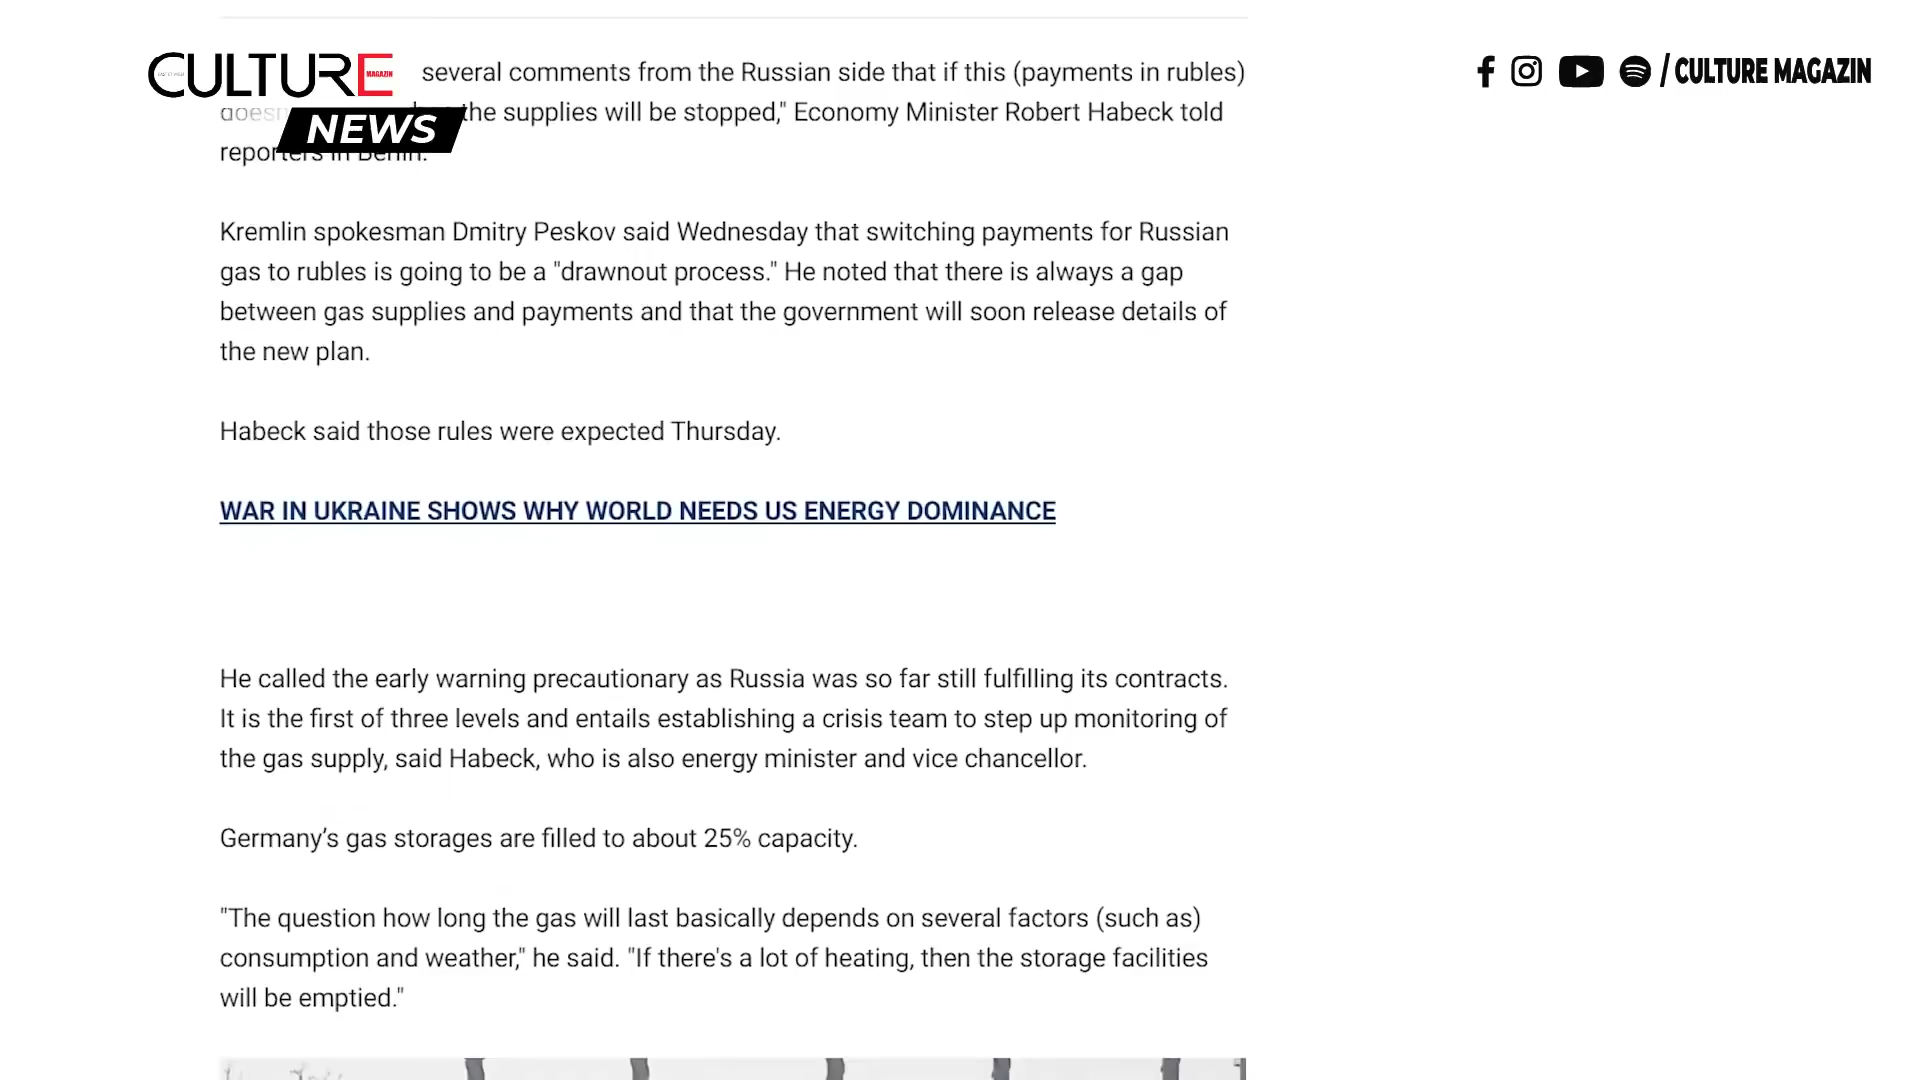 CULTURE
MAGAZIN
NEWS
/ CULTURE MAGAZIN
several comments from the Russian side that if this (payments in rubles)
the supplies will be stopped," Economy Minister Robert Habeck told
reporters in Berlin.
Kremlin spokesman Dmitry Peskov said Wednesday that switching payments for Russian
gas to rubles is going to be a "drawnout process." He noted that there is always a gap
between gas supplies and payments and that the government will soon release details of
the new plan.
Habeck said those rules were expected Thursday.
WAR IN UKRAINE SHOWS WHY WORLD NEEDS US ENERGY DOMINANCE
He called the early warning precautionary as Russia was so far still fulfilling its contracts.
It is the first of three levels and entails establishing a crisis team to step up monitoring of
the gas supply, said Habeck, who is also energy minister and vice chancellor.
Germany’s gas storages are filled to about 25% capacity.
"The question how long the gas will last basically depends on several factors (such as)
consumption and weather," he said. "If there's a lot of heating, then the storage facilities
will be emptied."